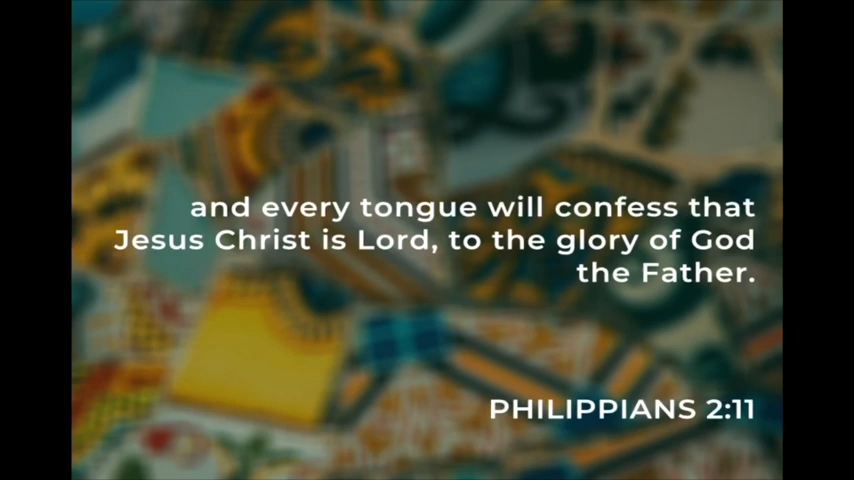 and every tongue will confess that
Jesus Christ is Lord, to the glory of God
the Father.
PHILIPPIANS 2:11